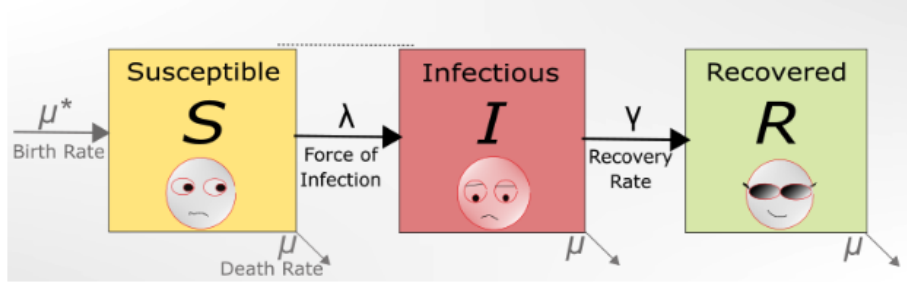 μ*
Birth Rate
Susceptible
S
λ
Force of
Infection
Infectious
I
γ
Recovery
Rate
Recovered
R
μ
Death Rate
μ
μ